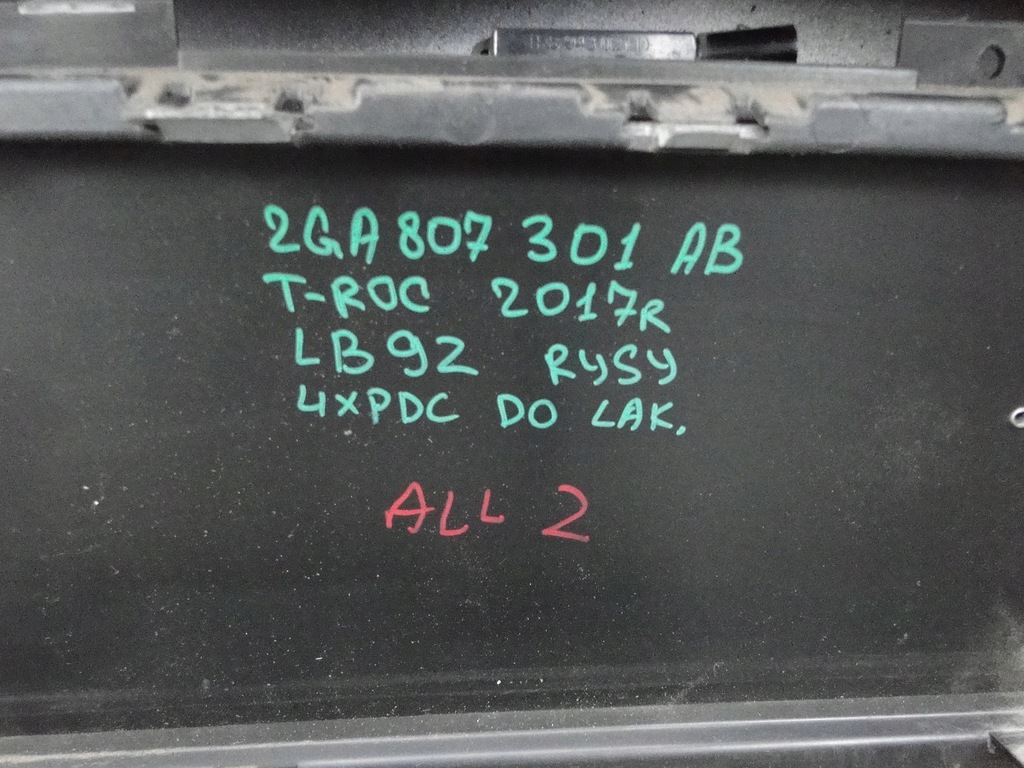 2GA 807 301 AB
T-ROC 2017R
LB92 RYSY
4XPDC DO LAK.
ALL 2